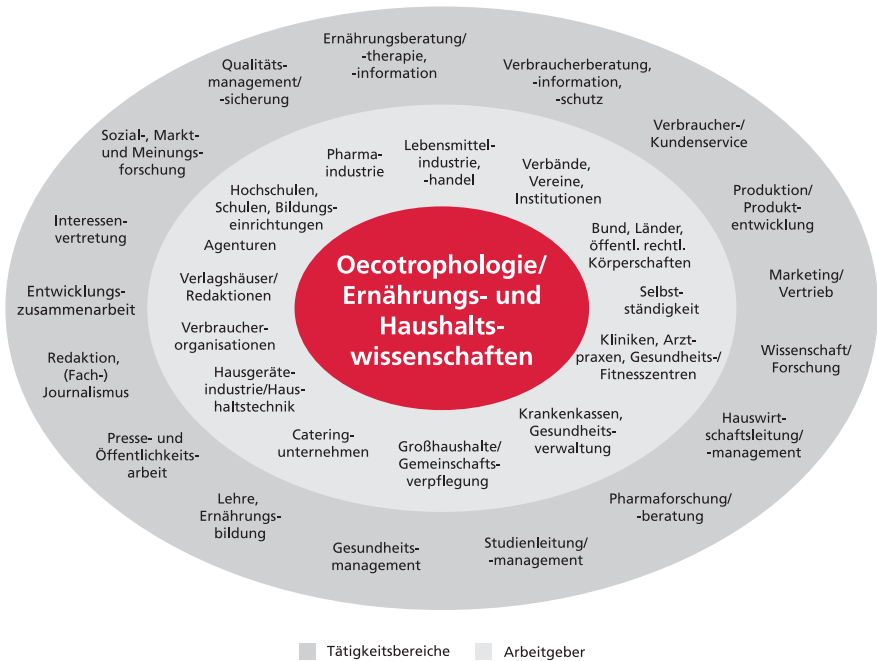 Ernährungsberatung/
-therapie,
-information
Verbraucherberatung,
-information,
-schutz
Verbraucher-/
Kundenservice
Produktion/
Produkt-
entwicklung
Marketing/
Vertrieb
Wissenschaft/
Forschung
Hauswirt-
schaftsleitung/
-management
Pharmaforschung/
-beratung
Studienleitung/
-management
Gesundheits-
management
Lehre,
Ernährungs-
bildung
Presse- und
Öffentlichkeits-
arbeit
Redaktion,
(Fach-)
Journalismus
Entwicklungs-
zusammenarbeit
Interessen-
vertretung
Sozial-, Markt-
und Meinungs-
forschung
Qualitäts-
management/
-sicherung
Lebensmittel-
industrie,
-handel
Verbände,
Vereine,
Institutionen
Bund, Länder,
öffentl. rechtl.
Körperschaften
Selbst-
ständigkeit
Kliniken, Arzt-
praxen, Gesundheits-/
Fitnesszentren
Krankenkassen,
Gesundheits-
verwaltung
Großhaushalte/
Gemeinschafts-
verpflegung
Catering-
unternehmen
Hausgeräte-
industrie/Haus-
haltstechnik
Verbraucher-
organisationen
Verlagshäuser/
Redaktionen
Agenturen
Hochschulen,
Schulen, Bildungs-
einrichtungen
Pharma-
industrie
Oecotrophologie/
Ernährungs- und
Haushalts-
wissenschaften
Tätigkeitsbereiche
Arbeitgeber